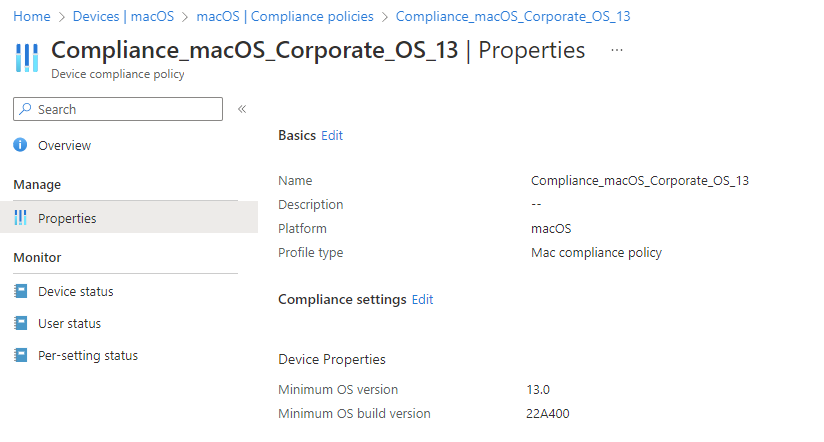 Home > Devices | macOS > macOS | Compliance policies > Compliance_macOS_Corporate_OS_13
Compliance_macOS_Corporate_OS_13 | Properties ...
Device compliance policy
Search «
Overview
Manage
Properties
Monitor
Device status
User status
Per-setting status
Basics Edit
Name Compliance_macOS_Corporate_OS_13
Description --
Platform macOS
Profile type Mac compliance policy
Compliance settings Edit
Device Properties
Minimum OS version 13.0
Minimum OS build version 22A400